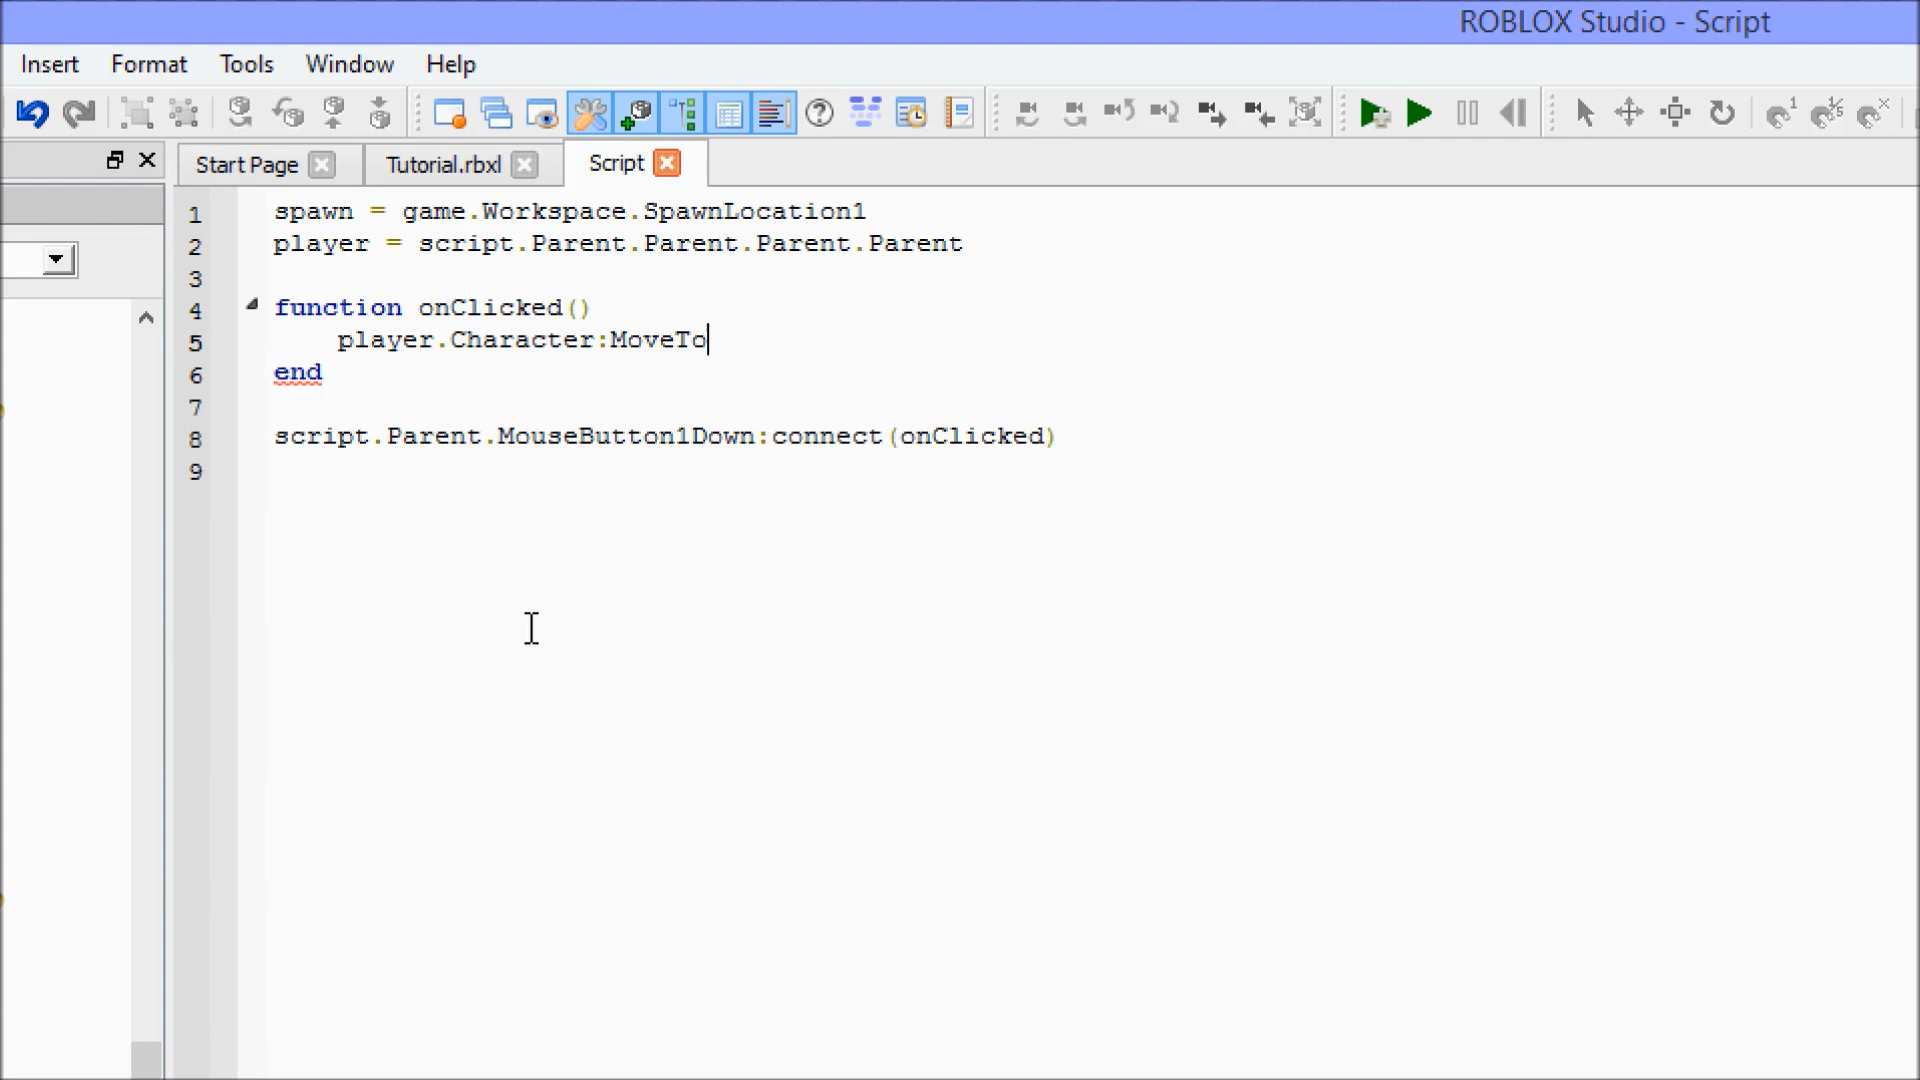 ROBLOX Studio - Script
Insert Format Tools Window Help
Start Page Tutorial.rbxl Script
1 spawn = game.Workspace.SpawnLocation1
2 player = script.Parent.Parent.Parent.Parent
3
4 function onClicked()
5 player.Character:MoveTo
6 end
7
8 script.Parent.MouseButton1Down:connect(onClicked)
9